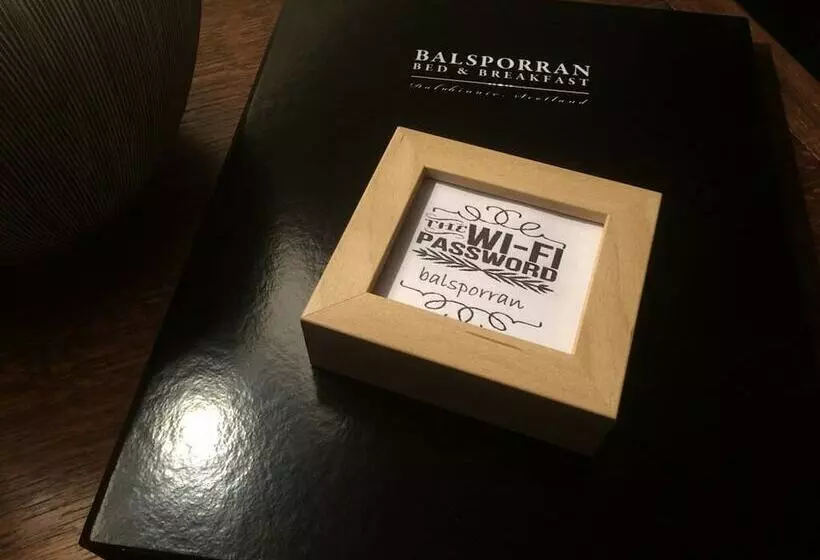 BALSPORRAN
BED & BREAKFAST
Dalwhinnie, Scotland
THE WI-FI
PASSWORD
balsporran